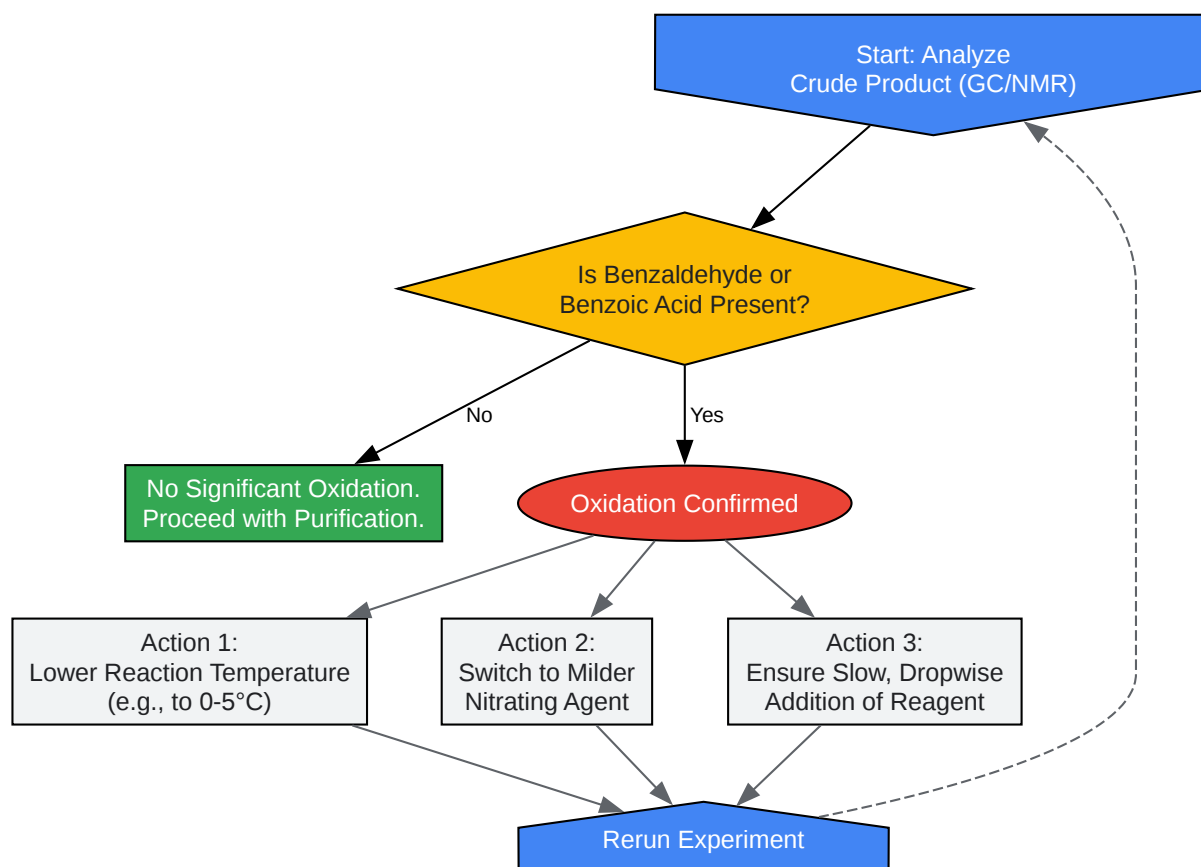 Start: Analyze
Crude Product (GC/NMR)
Is Benzaldehyde or
Benzoic Acid Present?
No
Yes
No Significant Oxidation.
Proceed with Purification.
Oxidation Confirmed
Action 1:
Lower Reaction Temperature
(e.g., to 0-5°C)
Action 2:
Switch to Milder
Nitrating Agent
Action 3:
Ensure Slow, Dropwise
Addition of Reagent
Rerun Experiment